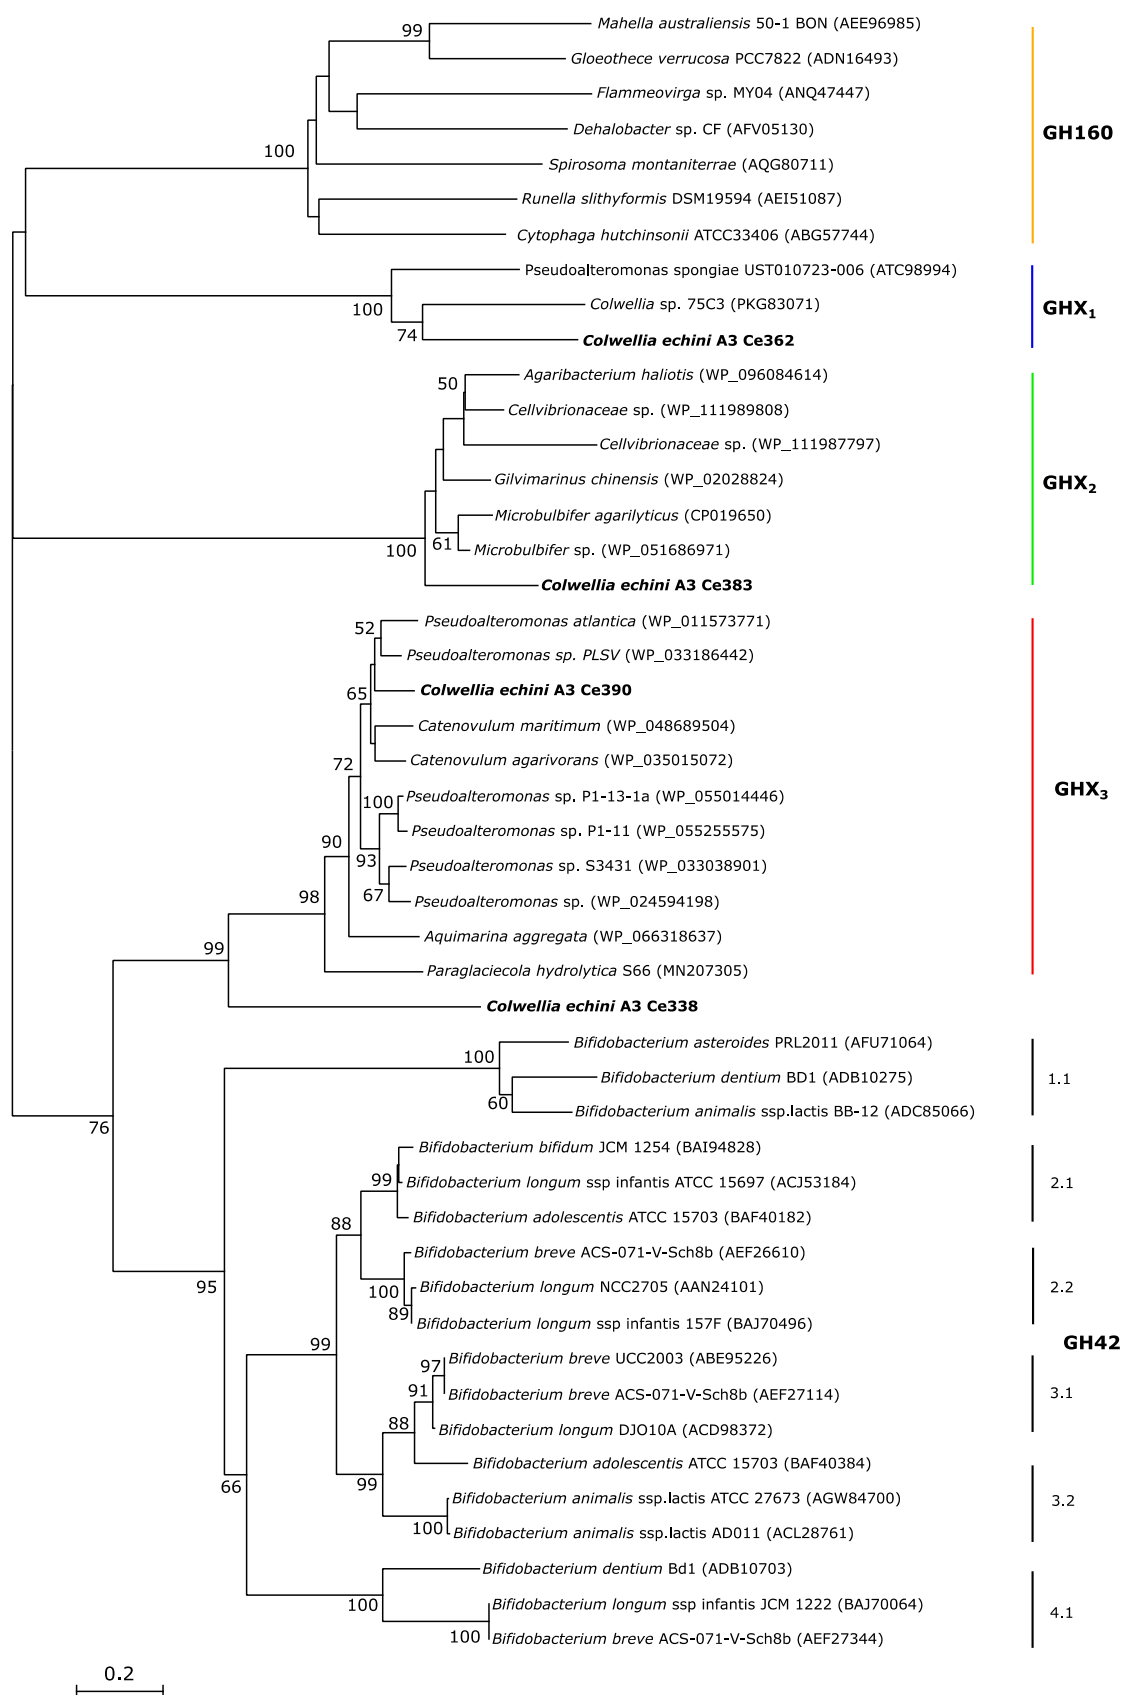 Mahella australiensis 50-1 BON (AEE96985)
99
Gloeothece verrucosa PCC7822 (ADN16493)
Flammeovirga sp. MY04 (ANQ47447)
Dehalobacter sp. CF (AFV05130)
GH160
100
Spirosoma montaniterrae (AQG80711)
Runella slithyformis DSM19594 (AEI51087)
Cytophaga hutchinsonii ATCC33406 (ABG57744)
Pseudoalteromonas spongiae UST010723-006 (ATC98994)
100
Colwellia sp. 75C3 (PKG83071)
GHX1
74
Colwellia echini A3 Ce362
Agaribacterium haliotis (WP_096084614)
50
Cellvibrionaceae sp. (WP_111989808)
Cellvibrionaceae sp. (WP_111987797)
Gilvimarinus chinensis (WP_02028824)
GHX2
Microbulbifer agarilyticus (CP019650)
61
100
Microbulbifer sp. (WP_051686971)
Colwellia echini A3 Ce383
Pseudoalteromonas atlantica (WP_011573771)
52
Pseudoalteromonas sp. PLSV (WP_033186442)
65
Colwellia echini A3 Ce390
Catenovulum maritimum (WP_048689504)
72
Catenovulum agarivorans (WP_035015072)
GHX3
100
Pseudoalteromonas sp. P1-13-1a (WP_055014446)
Pseudoalteromonas sp. P1-11 (WP_055255575)
90
93
Pseudoalteromonas sp. S3431 (WP_033038901)
67
98
Pseudoalteromonas sp. (WP_024594198)
Aquimarina aggregata (WP_066318637)
99
Paraglaciecola hydrolytica S66 (MN207305)
Colwellia echini A3 Ce338
Bifidobacterium asteroides PRL2011 (AFU71064)
100
Bifidobacterium dentium BD1 (ADB10275)
1.1
60
Bifidobacterium animalis ssp.lactis BB-12 (ADC85066)
76
Bifidobacterium bifidum JCM 1254 (BAI94828)
99
Bifidobacterium longum ssp infantis ATCC 15697 (ACJ53184)
2.1
Bifidobacterium adolescentis ATCC 15703 (BAF40182)
88
Bifidobacterium breve ACS-071-V-Sch8b (AEF26610)
95
100
Bifidobacterium longum NCC2705 (AAN24101)
2.2
89
Bifidobacterium longum ssp infantis 157F (BAJ70496)
99
GH42
Bifidobacterium breve UCC2003 (ABE95226)
97
91
Bifidobacterium breve ACS-071-V-Sch8b (AEF27114)
3.1
88
Bifidobacterium longum DJO10A (ACD98372)
Bifidobacterium adolescentis ATCC 15703 (BAF40384)
66
99
Bifidobacterium animalis ssp.lactis ATCC 27673 (AGW84700)
3.2
100
Bifidobacterium animalis ssp.lactis AD011 (ACL28761)
Bifidobacterium dentium Bd1 (ADB10703)
100
Bifidobacterium longum ssp infantis JCM 1222 (BAJ70064)
4.1
100
Bifidobacterium breve ACS-071-V-Sch8b (AEF27344)
0.2